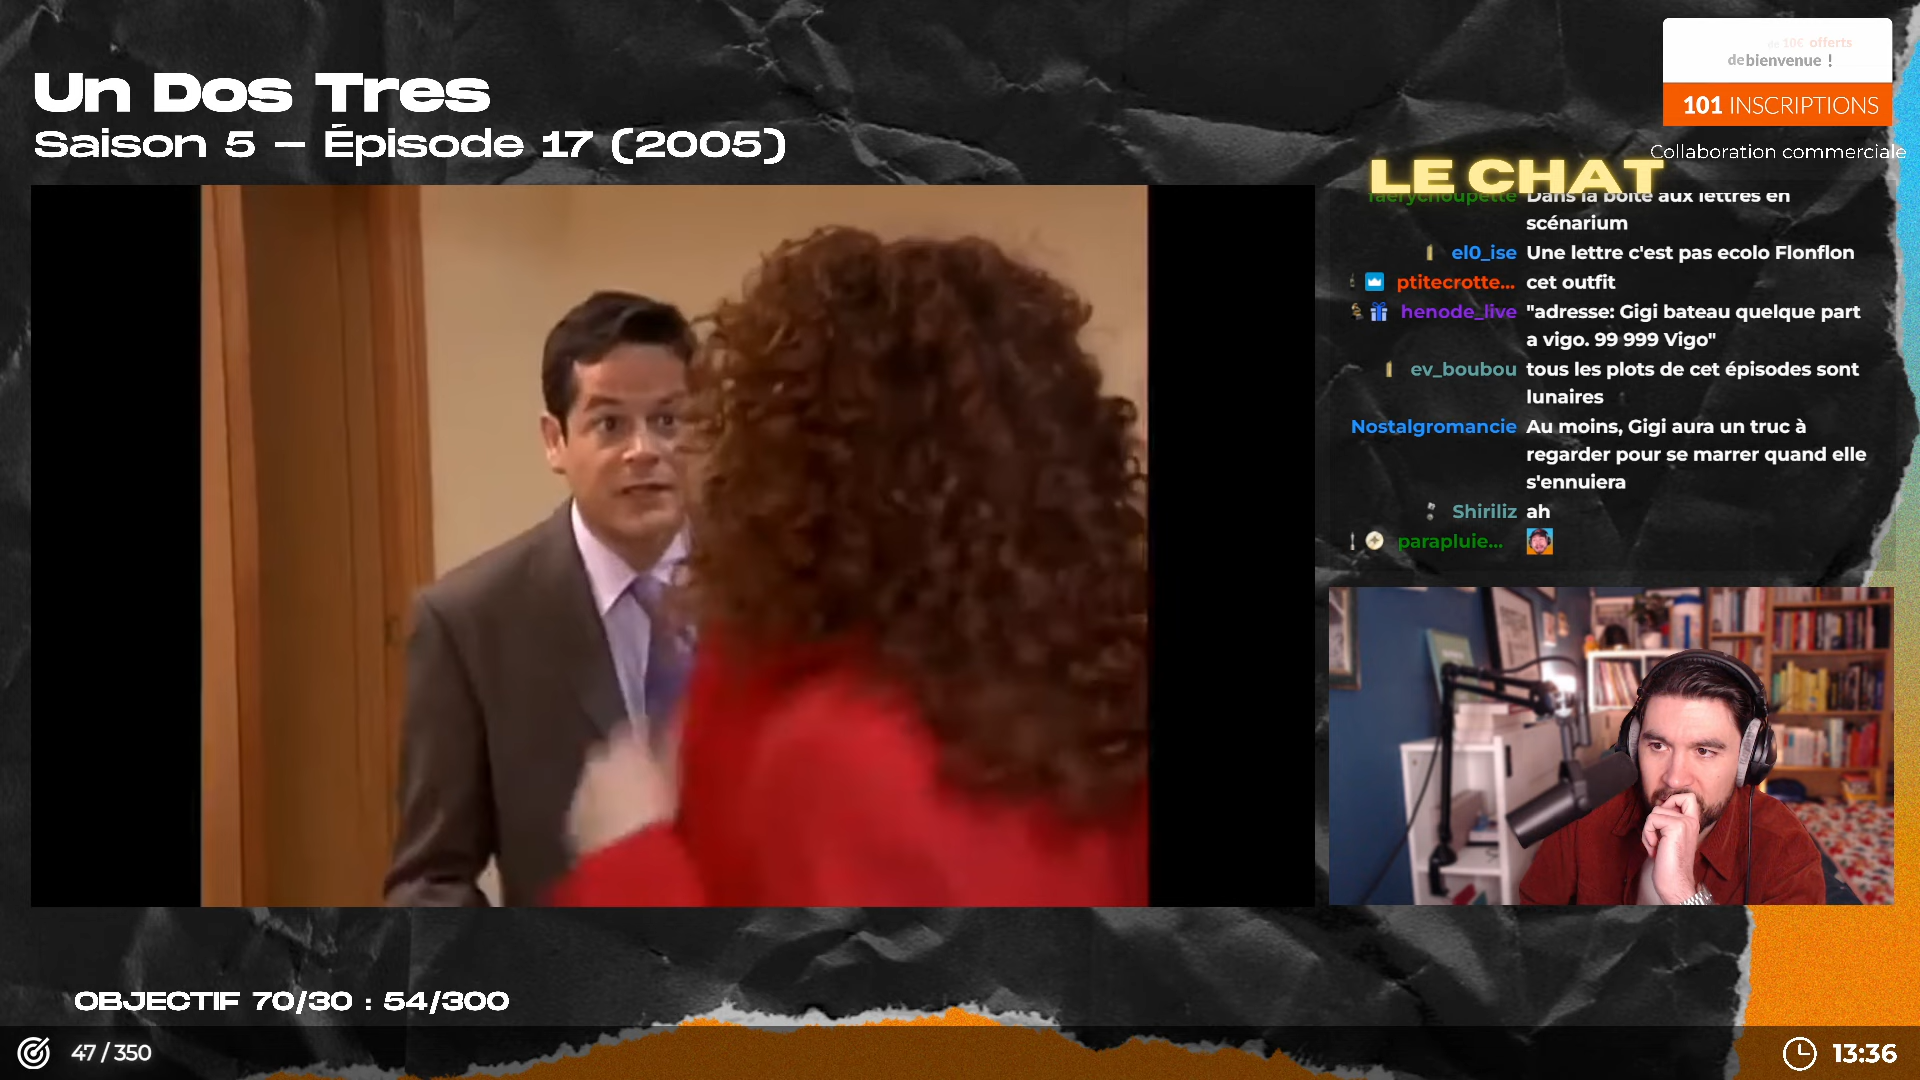 Un Dos Tres
Saison 5 – Épisode 17 (2005)
de 10€ offerts
de bienvenue !
101 INSCRIPTIONS
Collaboration commerciale
LE CHAT
faerychoupette Dans la boite aux lettres en
scénarium
el0_ise Une lettre c'est pas ecolo Flonflon
ptitecrotte... cet outfit
henode_live "adresse: Gigi bateau quelque part
a vigo. 99 999 Vigo"
ev_boubou tous les plots de cet épisodes sont
lunaires
Nostalgromancie Au moins, Gigi aura un truc à
regarder pour se marrer quand elle
s'ennuiera
Shiriliz ah
parapluie...
OBJECTIF 70/30 : 54/300
47 / 350
13:36